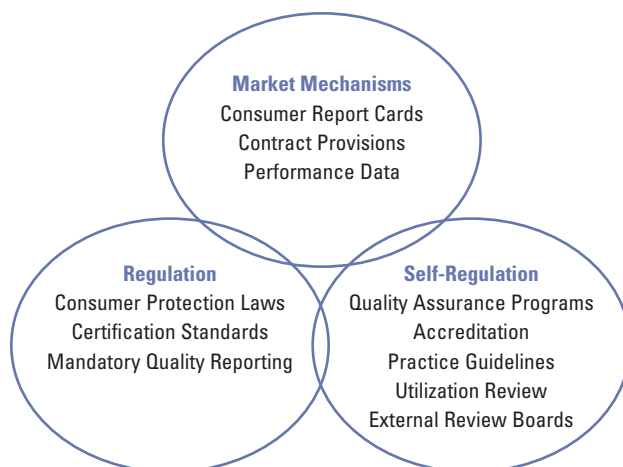 Market Mechanisms
Consumer Report Cards
Contract Provisions
Performance Data
Regulation
Consumer Protection Laws
Certification Standards
Mandatory Quality Reporting
Self-Regulation
Quality Assurance Programs
Accreditation
Practice Guidelines
Utilization Review
External Review Boards